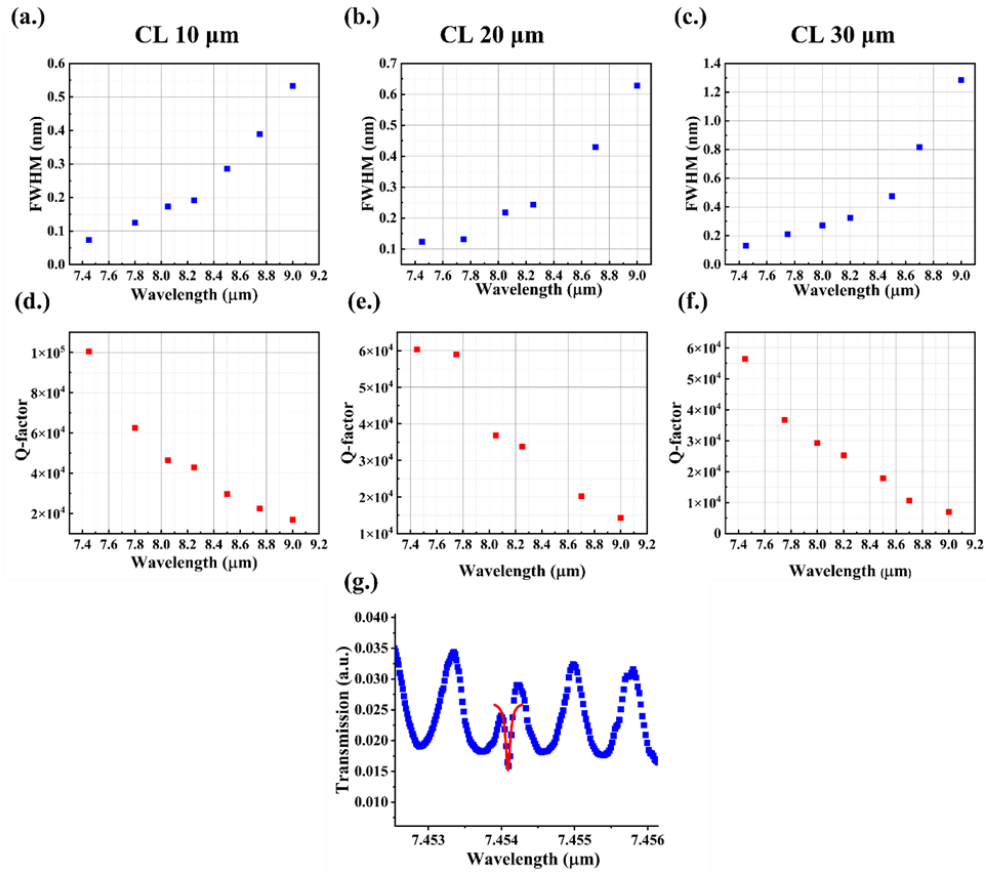 (a.) (b.) (c.)
CL 10 μm CL 20 μm CL 30 μm
0.6
0.5
0.4
0.3
0.2
0.1
0.0
FWHM (nm)
7.4 7.6 7.8 8.0 8.2 8.4 8.6 8.8 9.0 9.2
Wavelength (μm)
0.7
0.6
0.5
0.4
0.3
0.2
0.1
FWHM (nm)
7.4 7.6 7.8 8.0 8.2 8.4 8.6 8.8 9.0
Wavelength (μm)
1.4
1.2
1.0
0.8
0.6
0.4
0.2
0.0
FWHM (nm)
7.4 7.6 7.8 8.0 8.2 8.4 8.6 8.8 9.0
Wavelength (μm)
(d.) (e.) (f.)
1×10⁵
8×10⁴
6×10⁴
4×10⁴
2×10⁴
Q-factor
7.4 7.6 7.8 8.0 8.2 8.4 8.6 8.8 9.0 9.2
Wavelength (μm)
6×10⁴
5×10⁴
4×10⁴
3×10⁴
2×10⁴
1×10⁴
Q-factor
7.4 7.6 7.8 8.0 8.2 8.4 8.6 8.8 9.0 9.2
Wavelength (μm)
6×10⁴
5×10⁴
4×10⁴
3×10⁴
2×10⁴
1×10⁴
0
Q-factor
7.4 7.6 7.8 8.0 8.2 8.4 8.6 8.8 9.0 9.2
Wavelength (μm)
(g.)
0.040
0.035
0.030
0.025
0.020
0.015
0.010
Transmission (a.u.)
7.453 7.454 7.455 7.456
Wavelength (μm)